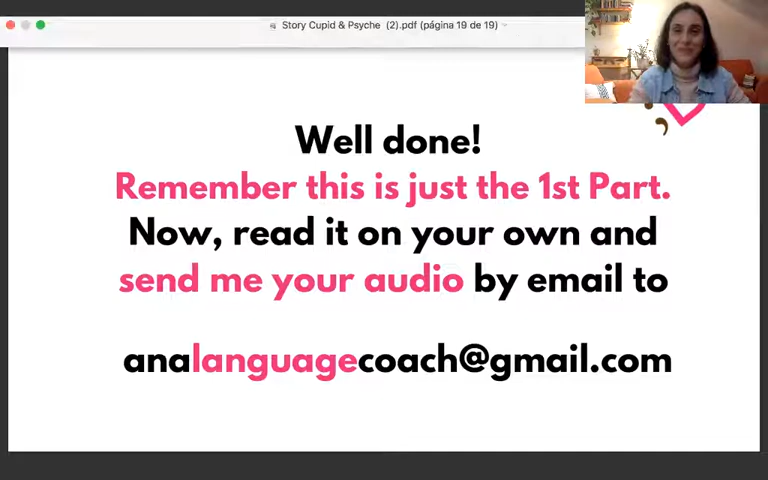 Story Cupid & Psyche (2).pdf (página 19 de 19)
Well done!
Remember this is just the 1st Part.
Now, read it on your own and
send me your audio by email to
analanguagecoach@gmail.com